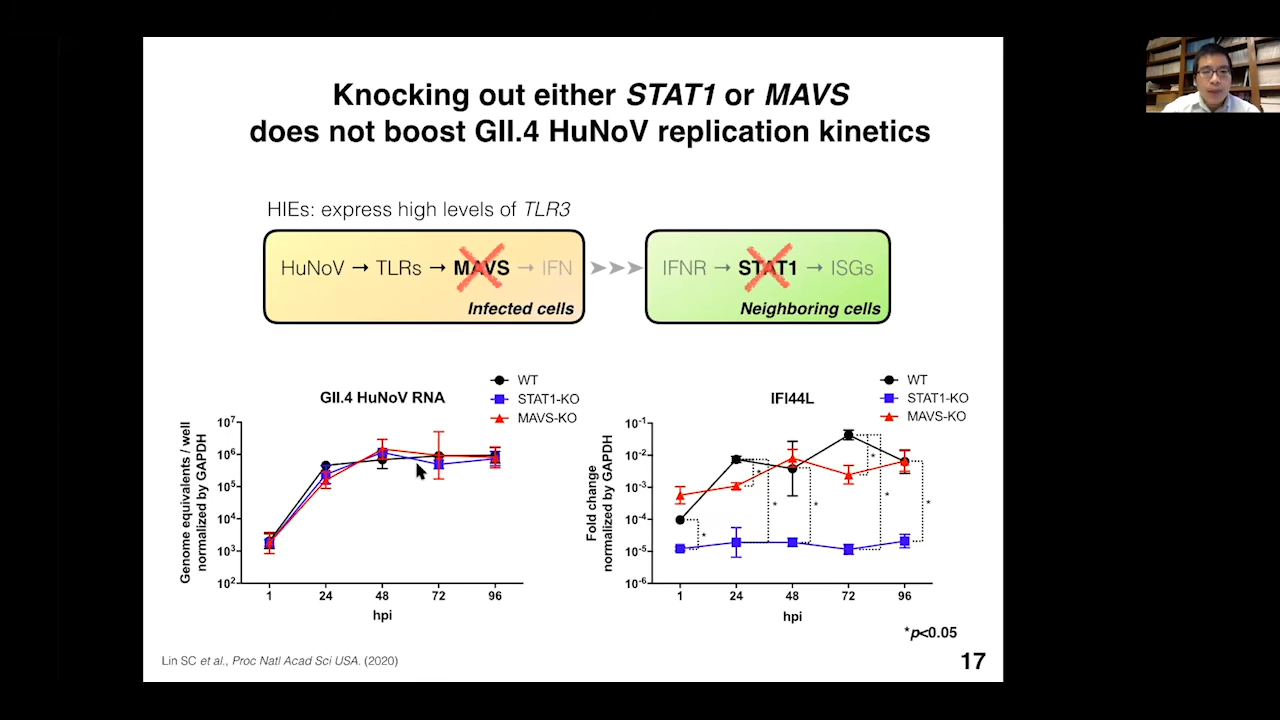 Knocking out either STAT1 or MAVS
does not boost GII.4 HuNoV replication kinetics
HIEs: express high levels of TLR3
HuNoV → TLRs → MAVS → IFN
Infected cells
IFNR → STAT1 → ISGs
Neighboring cells
GII.4 HuNoV RNA
WT
STAT1-KO
MAVS-KO
Genome equivalents / well
normalized by GAPDH
10⁷
10⁶
10⁵
10⁴
10³
10²
1 24 48 72 96
hpi
IFI44L
WT
STAT1-KO
MAVS-KO
Fold change
normalized by GAPDH
10⁻¹
10⁻²
10⁻³
10⁻⁴
10⁻⁵
10⁻⁶
* * * * * *
1 24 48 72 96
hpi
*p<0.05
Lin SC et al., Proc Natl Acad Sci USA. (2020)
17